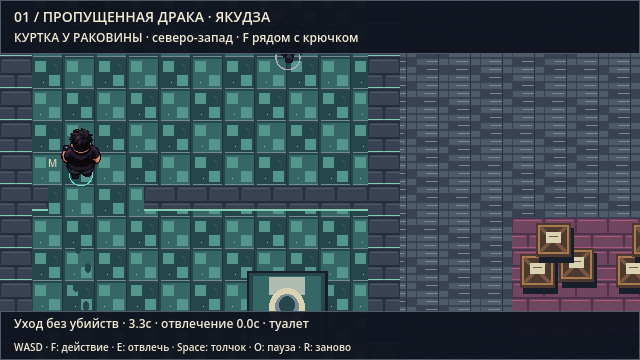 01 / ПРОПУЩЕННАЯ ДРАКА · ЯКУДЗА
КУРТКА У РАКОВИНЫ · северо-запад · F рядом с крючком
М
Уход без убийств · 3.3с · отвлечение 0.0с · туалет
WASD · F: действие · E: отвлечь · Space: толчок · O: пауза · R: заново